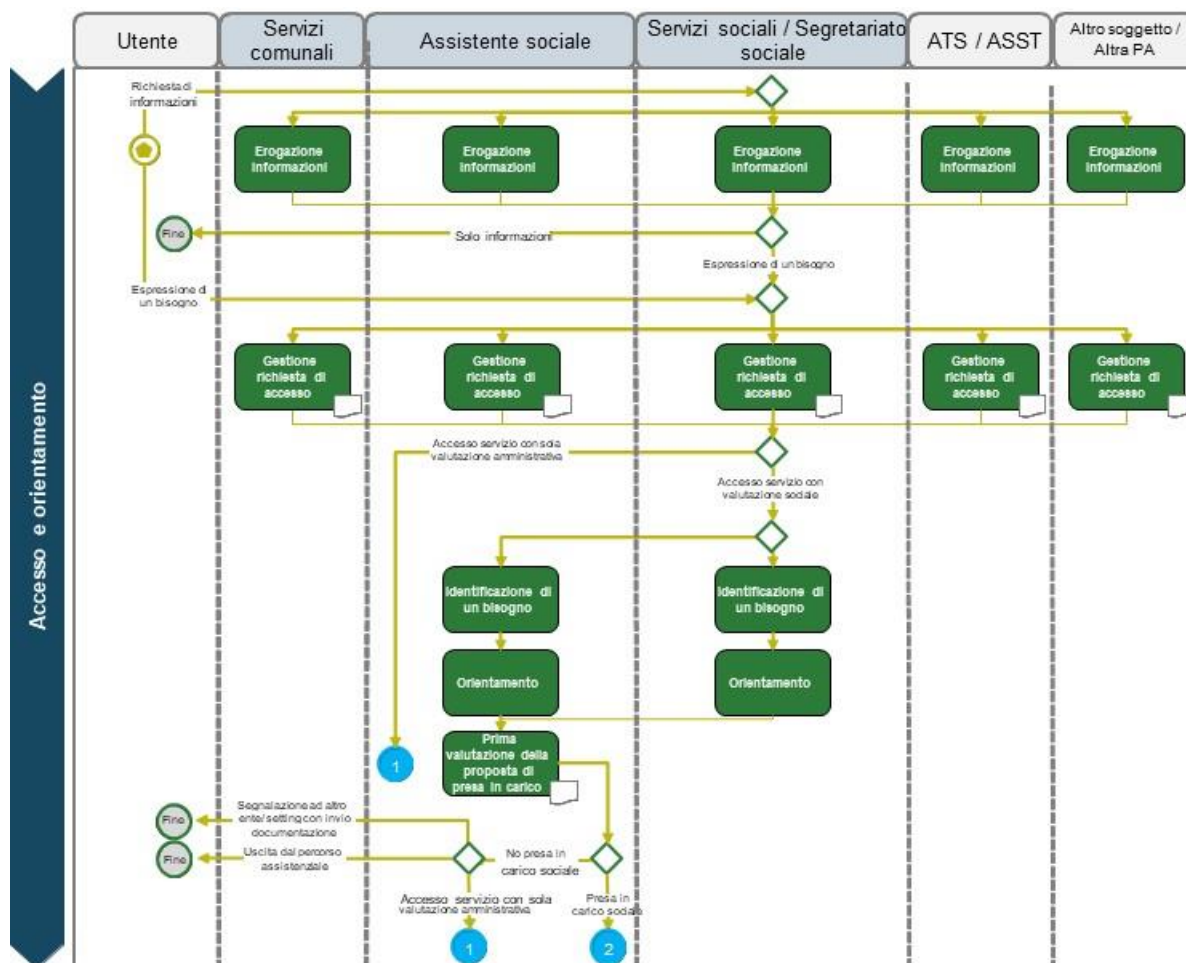 Utente
Servizi
comunali
Assistente sociale
Servizi sociali / Segretariato
sociale
ATS / ASST
Altro soggetto /
Altra PA
Accesso e orientamento
Richiesta di
informazioni
Erogazione
informazioni
Erogazione
informazioni
Erogazione
informazioni
Erogazione
informazioni
Erogazione
informazioni
Fine
Solo informazioni
Espressione d un bisogno
Espressione d
un bisogno
Gestione
richiesta di
accesso
Gestione
richiesta di
accesso
Gestione
richiesta di
accesso
Gestione
richiesta di
accesso
Gestione
richiesta di
accesso
Accesso servizio con sola
valutazione amministrativa
Accesso servizio con
valutazione sociale
Identificazione di
un bisogno
Identificazione di
un bisogno
Orientamento
Orientamento
Prima
valutazione della
proposta di
presa in carico
1
Segnalazione ad altro
ente/setting con invio
documentazione
Fine
Uscita dal percorso
assistenziale
Fine
No presa in
carico sociale
Accesso servizio con sola
valutazione amministrativa
Presa in
carico sociale
1
2